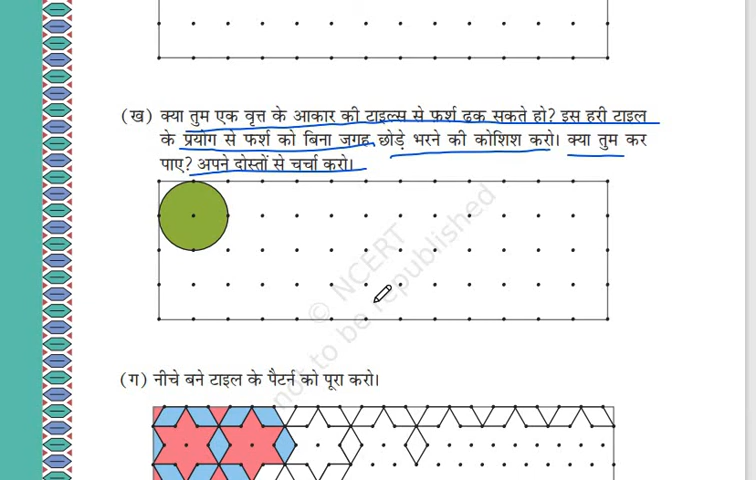 (ख) क्या तुम एक वृत्त के आकार की टाइल्स से फ़र्श ढक सकते हो? इस हरी टाइल
के प्रयोग से फर्श को बिना जगह छोड़े भरने की कोशिश करो। क्या तुम कर
पाए? अपने दोस्तों से चर्चा करो।
© NCERT
not to be republished
(ग) नीचे बने टाइल के पैटर्न को पूरा करो।